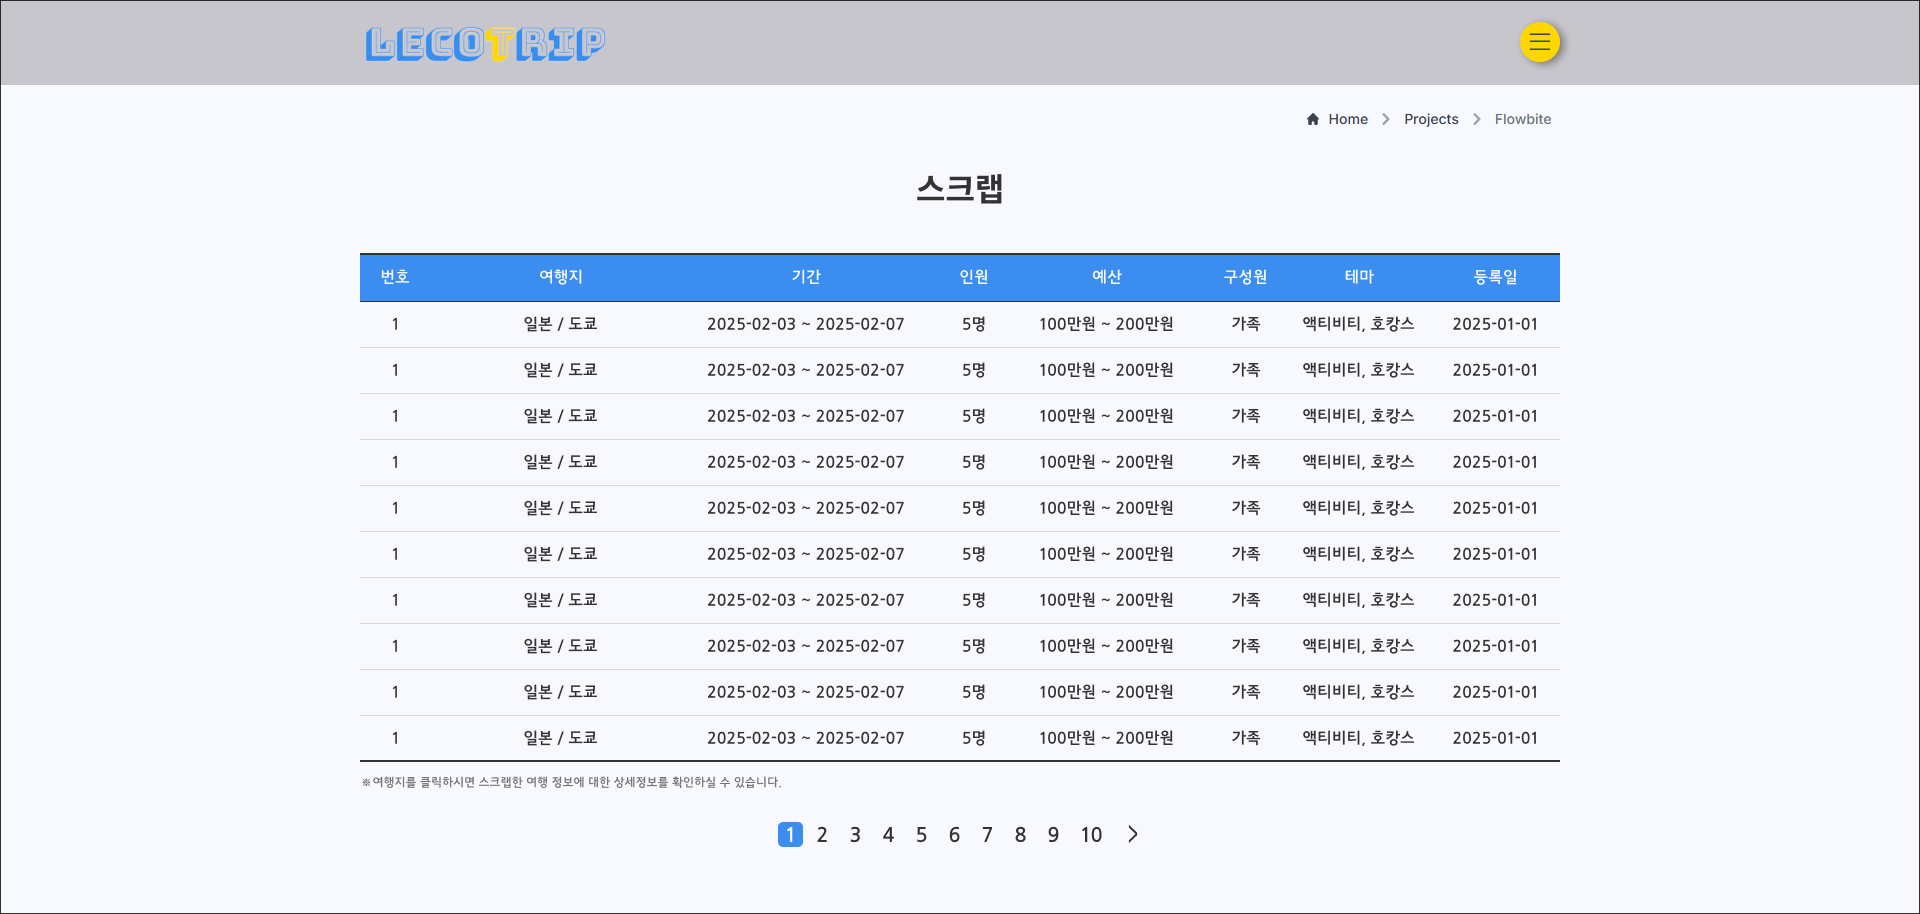 LECOTRIP
Home Projects Flowbite
스크랩
번호 여행지 기간 인원 예산 구성원 테마 등록일
1 일본 / 도쿄 2025-02-03 ~ 2025-02-07 5명 100만원 ~ 200만원 가족 액티비티, 호캉스 2025-01-01
1 일본 / 도쿄 2025-02-03 ~ 2025-02-07 5명 100만원 ~ 200만원 가족 액티비티, 호캉스 2025-01-01
1 일본 / 도쿄 2025-02-03 ~ 2025-02-07 5명 100만원 ~ 200만원 가족 액티비티, 호캉스 2025-01-01
1 일본 / 도쿄 2025-02-03 ~ 2025-02-07 5명 100만원 ~ 200만원 가족 액티비티, 호캉스 2025-01-01
1 일본 / 도쿄 2025-02-03 ~ 2025-02-07 5명 100만원 ~ 200만원 가족 액티비티, 호캉스 2025-01-01
1 일본 / 도쿄 2025-02-03 ~ 2025-02-07 5명 100만원 ~ 200만원 가족 액티비티, 호캉스 2025-01-01
1 일본 / 도쿄 2025-02-03 ~ 2025-02-07 5명 100만원 ~ 200만원 가족 액티비티, 호캉스 2025-01-01
1 일본 / 도쿄 2025-02-03 ~ 2025-02-07 5명 100만원 ~ 200만원 가족 액티비티, 호캉스 2025-01-01
1 일본 / 도쿄 2025-02-03 ~ 2025-02-07 5명 100만원 ~ 200만원 가족 액티비티, 호캉스 2025-01-01
1 일본 / 도쿄 2025-02-03 ~ 2025-02-07 5명 100만원 ~ 200만원 가족 액티비티, 호캉스 2025-01-01
※여행지를 클릭하시면 스크랩한 여행 정보에 대한 상세정보를 확인하실 수 있습니다.
1 2 3 4 5 6 7 8 9 10